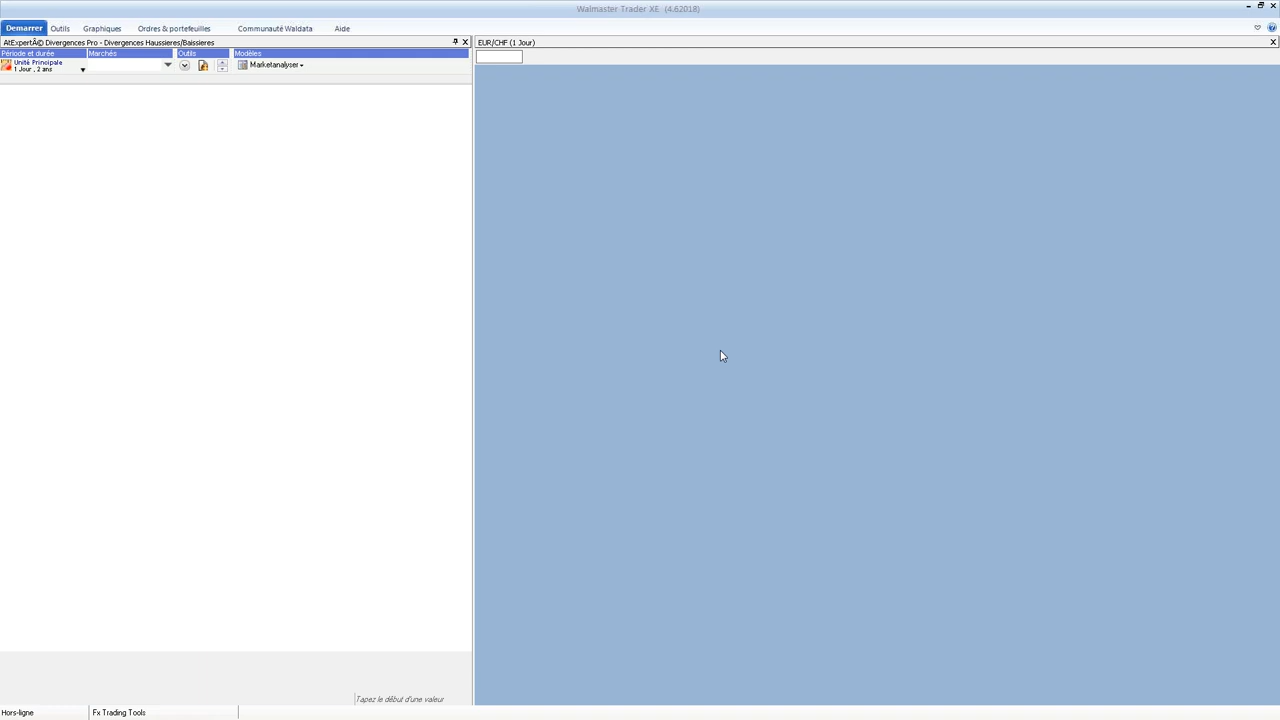 Walmaster Trader XE (4.62018)
Demarrer Outils Graphiques Ordres & portefeuilles Communauté Waldata Aide
AtExpertÃ© Divergences Pro - Divergences Haussieres/Baissieres
EUR/CHF (1 Jour)
Période et durée Marchés Outils Modèles
Unité Principale
1 Jour , 2 ans
Marketanalyser
Tapez le début d'une valeur
Hors-ligne Fx Trading Tools